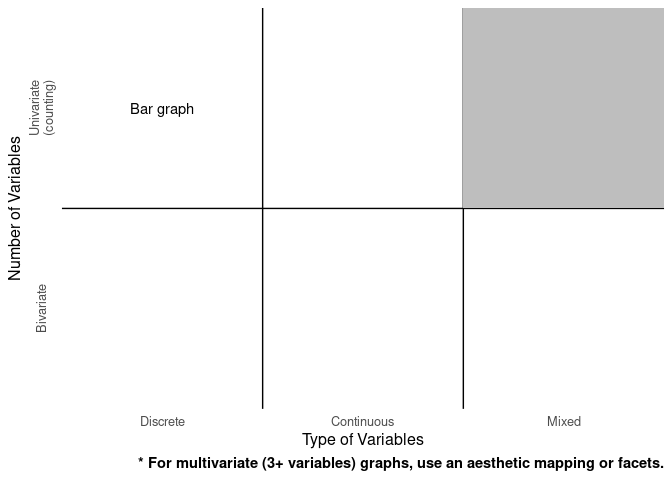 Number of Variables
Univariate
(counting)
Bar graph
Bivariate
Discrete
Continuous
Mixed
Type of Variables
* For multivariate (3+ variables) graphs, use an aesthetic mapping or facets.